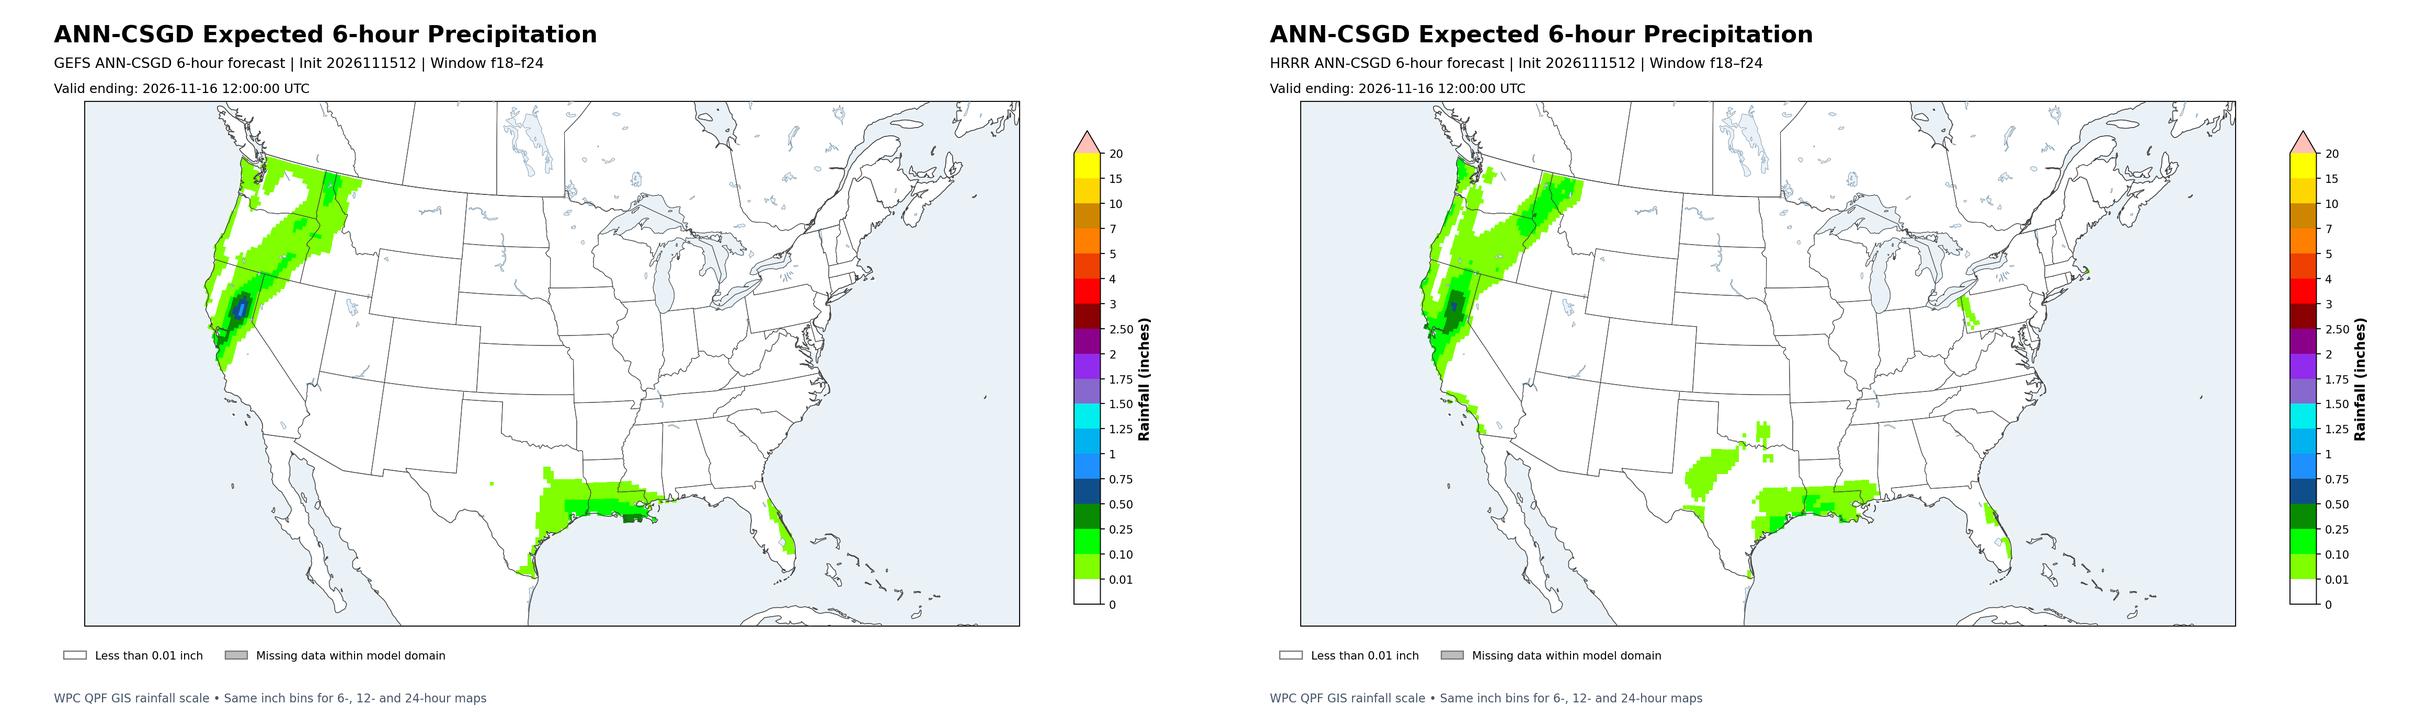 ANN-CSGD Expected 6-hour Precipitation
GEFS ANN-CSGD 6-hour forecast | Init 2026111512 | Window f18–f24
Valid ending: 2026-11-16 12:00:00 UTC
20
15
10
7
5
4
3
2.50
2
1.75
1.50
1.25
1
0.75
0.50
0.25
0.10
0.01
0
Rainfall (inches)
Less than 0.01 inch
Missing data within model domain
WPC QPF GIS rainfall scale • Same inch bins for 6-, 12- and 24-hour maps
ANN-CSGD Expected 6-hour Precipitation
HRRR ANN-CSGD 6-hour forecast | Init 2026111512 | Window f18–f24
Valid ending: 2026-11-16 12:00:00 UTC
20
15
10
7
5
4
3
2.50
2
1.75
1.50
1.25
1
0.75
0.50
0.25
0.10
0.01
0
Rainfall (inches)
Less than 0.01 inch
Missing data within model domain
WPC QPF GIS rainfall scale • Same inch bins for 6-, 12- and 24-hour maps